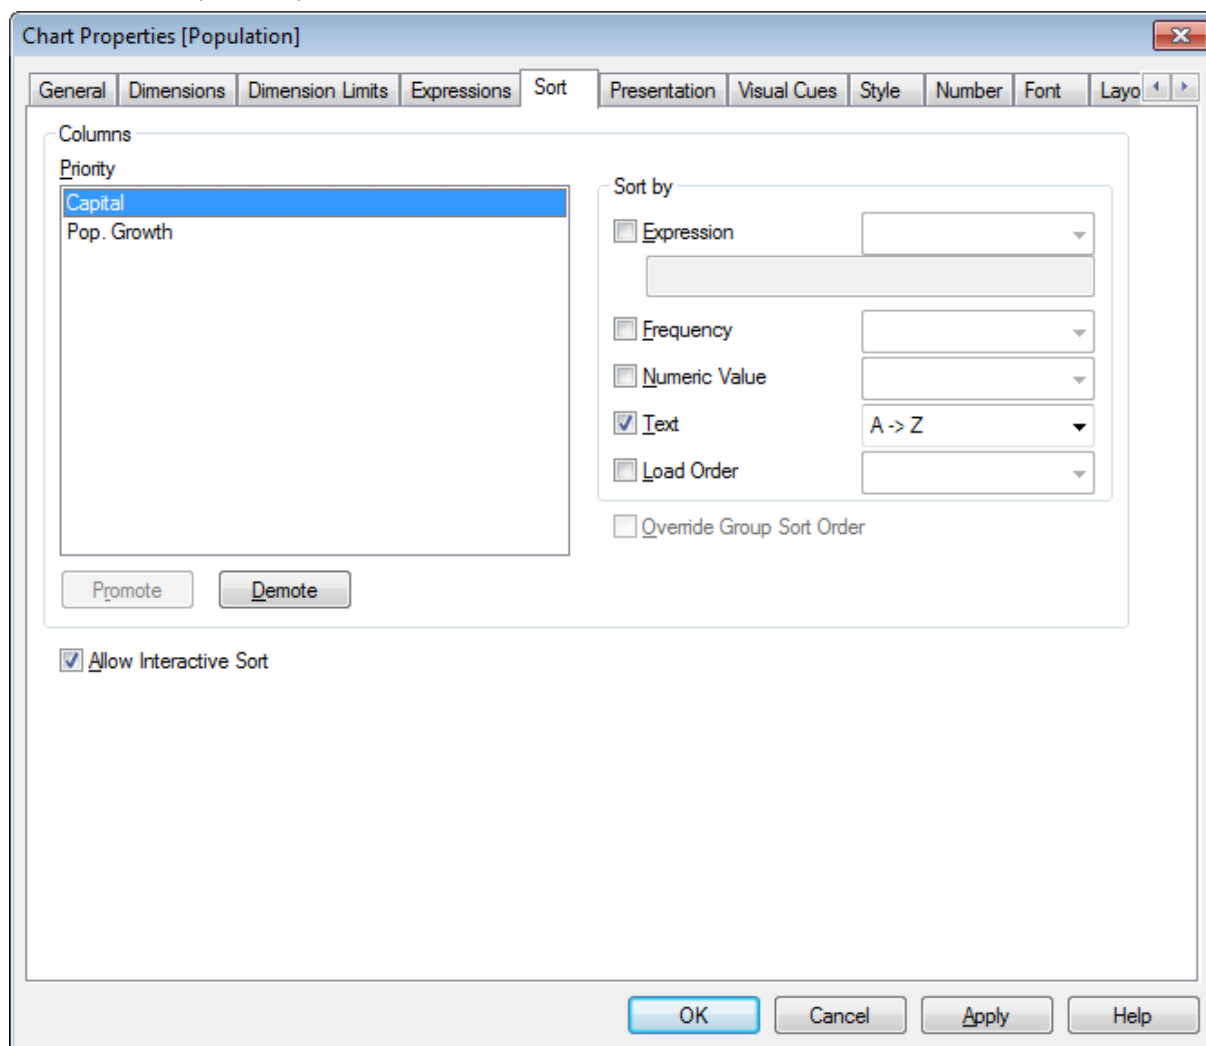 Chart Properties [Population]
General Dimensions Dimension Limits Expressions Sort Presentation Visual Cues Style Number Font Layo
Columns
Priority
Capital
Pop. Growth
Sort by
Expression
Frequency
Numeric Value
Text A -> Z
Load Order
Override Group Sort Order
Promote Demote
Allow Interactive Sort
OK Cancel Apply Help